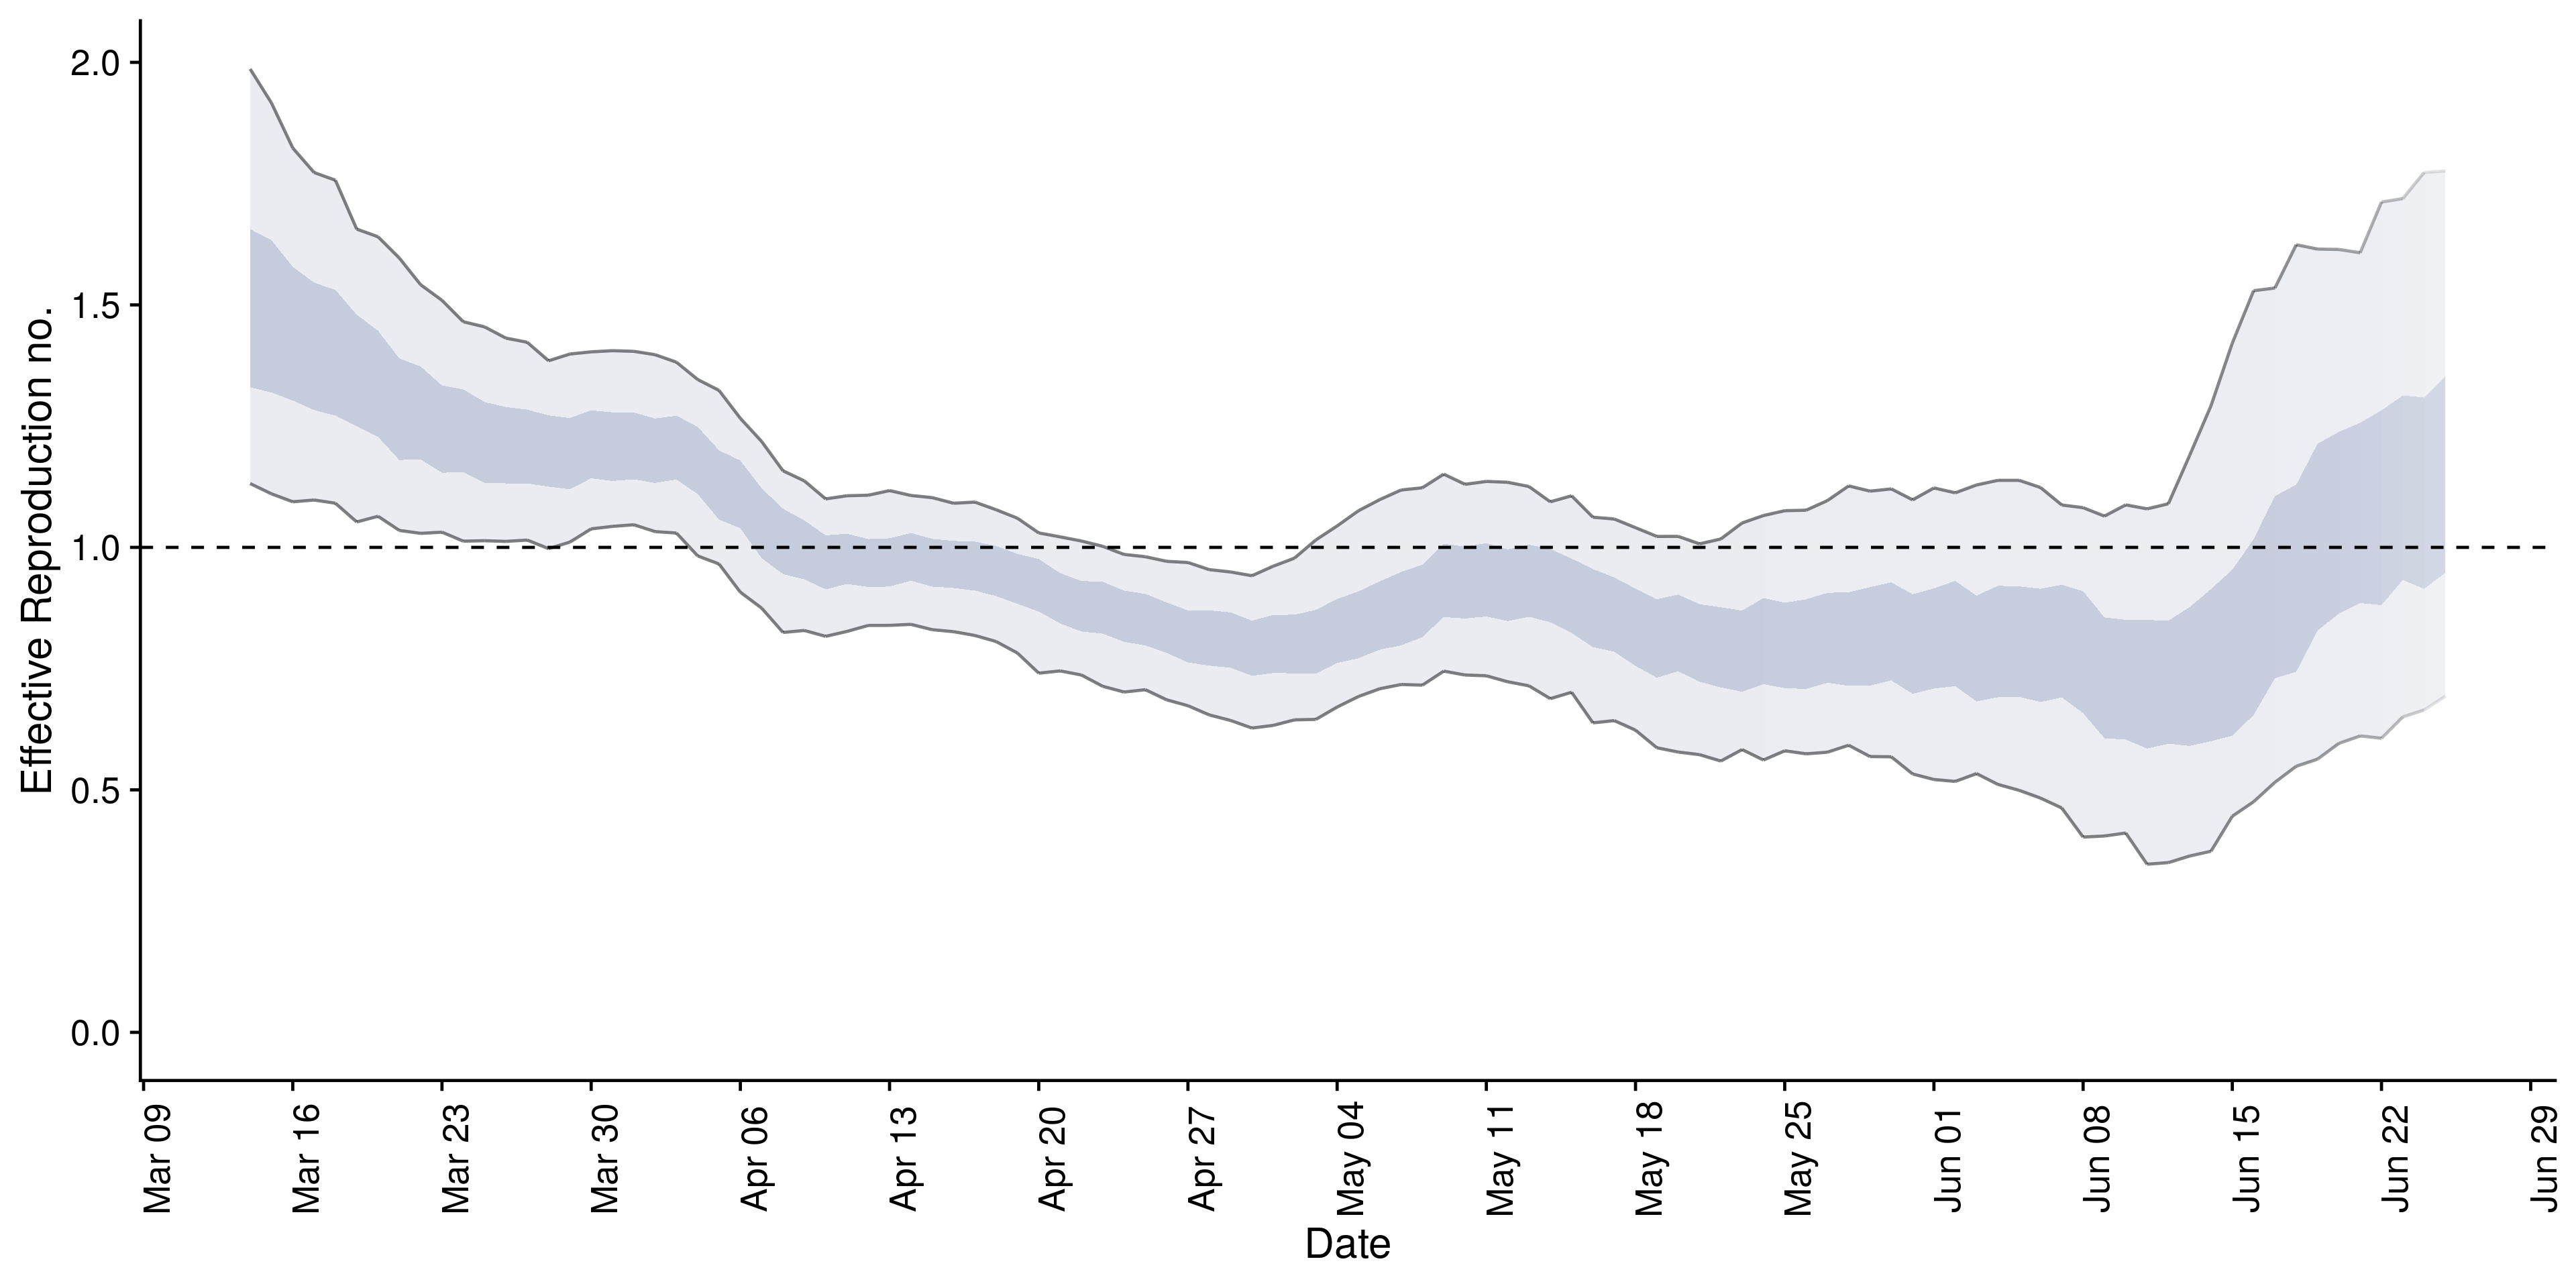 Effective Reproduction no.
2.0
1.5
1.0
0.5
0.0
Mar 09
Mar 16
Mar 23
Mar 30
Apr 06
Apr 13
Apr 20
Apr 27
May 04
May 11
May 18
May 25
Jun 01
Jun 08
Jun 15
Jun 22
Jun 29
Date